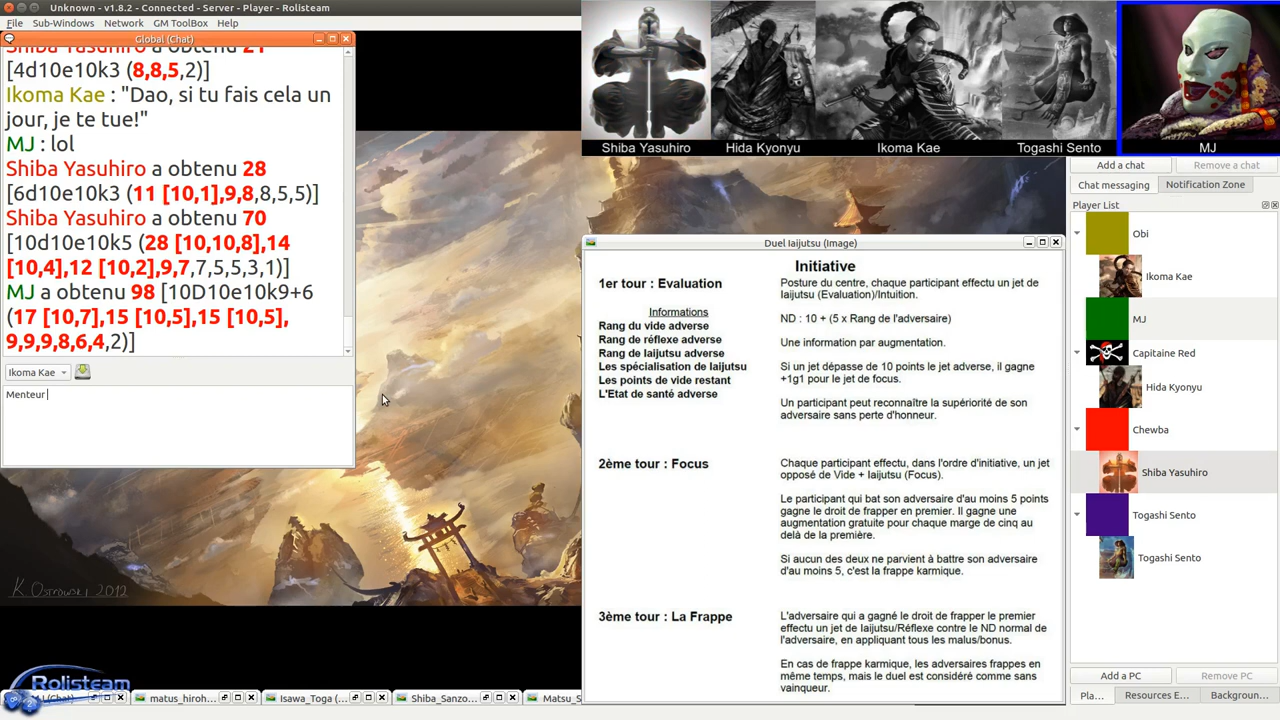 Unknown - v1.8.2 - Connected - Server - Player - Rolisteam
File Sub-Windows Network GM ToolBox Help
Global (Chat)
Shiba Yasuhiro a obtenu 21
[4d10e10k3 (8,8,5,2)]
Ikoma Kae : "Dao, si tu fais cela un
jour, je te tue!"
MJ : lol
Shiba Yasuhiro a obtenu 28
[6d10e10k3 (11 [10,1],9,8,8,5,5)]
Shiba Yasuhiro a obtenu 70
[10d10e10k5 (28 [10,10,8],14
[10,4],12 [10,2],9,7,7,5,5,3,1)]
MJ a obtenu 98 [10D10e10k9+6
(17 [10,7],15 [10,5],15 [10,5],
9,9,9,8,6,4,2)]
Ikoma Kae
Menteur
K OSTROWSKI 2012
Rolisteam
(Chat)
matus_hiroh...
Isawa_Toga (...
Shiba_Sanzo...
Matsu_S
Shiba Yasuhiro
Hida Kyonyu
Ikoma Kae
Togashi Sento
MJ
Duel Iaijutsu (Image)
Initiative
1er tour : Evaluation
Posture du centre, chaque participant effectu un jet de
Iaijutsu (Evaluation)/Intuition.
Informations
Rang du vide adverse
Rang de réflexe adverse
Rang de Iaijutsu adverse
Les spécialisation de Iaijutsu
Les points de vide restant
L'Etat de santé adverse
ND : 10 + (5 x Rang de l'adversaire)
Une information par augmentation.
Si un jet dépasse de 10 points le jet adverse, il gagne
+1g1 pour le jet de focus.
Un participant peut reconnaître la supériorité de son
adversaire sans perte d'honneur.
2ème tour : Focus
Chaque participant effectu, dans l'ordre d'initiative, un jet
opposé de Vide + Iaijutsu (Focus).
Le participant qui bat son adversaire d'au moins 5 points
gagne le droit de frapper en premier. Il gagne une
augmentation gratuite pour chaque marge de cinq au
delà de la première.
Si aucun des deux ne parvient à battre son adversaire
d'au moins 5, c'est la frappe karmique.
3ème tour : La Frappe
L'adversaire qui a gagné le droit de frapper le premier
effectu un jet de Iaijutsu/Réflexe contre le ND normal de
l'adversaire, en appliquant tous les malus/bonus.
En cas de frappe karmique, les adversaires frappes en
même temps, mais le duel est considéré comme sans
vainqueur.
Add a chat
Remove a chat
Chat messaging
Notification Zone
Player List
Obi
Ikoma Kae
MJ
Capitaine Red
Hida Kyonyu
Chewba
Shiba Yasuhiro
Togashi Sento
Togashi Sento
Add a PC
Remove PC
Pla...
Resources E...
Backgroun...